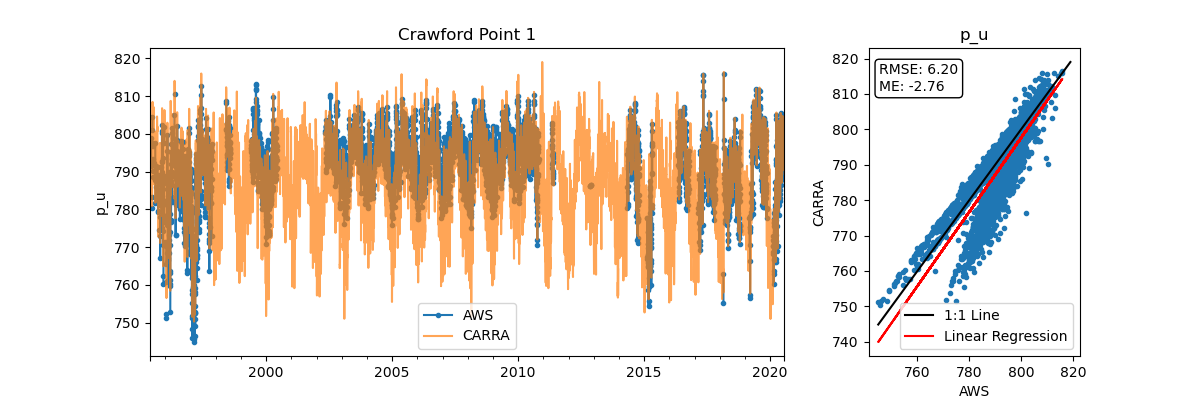 Crawford Point 1
p_u
820
810
800
790
780
770
760
750
2000
2005
2010
2015
2020
AWS
CARRA
p_u
RMSE: 6.20
ME: -2.76
CARRA
820
810
800
790
780
770
760
750
740
760
780
800
820
AWS
1:1 Line
Linear Regression
p_u